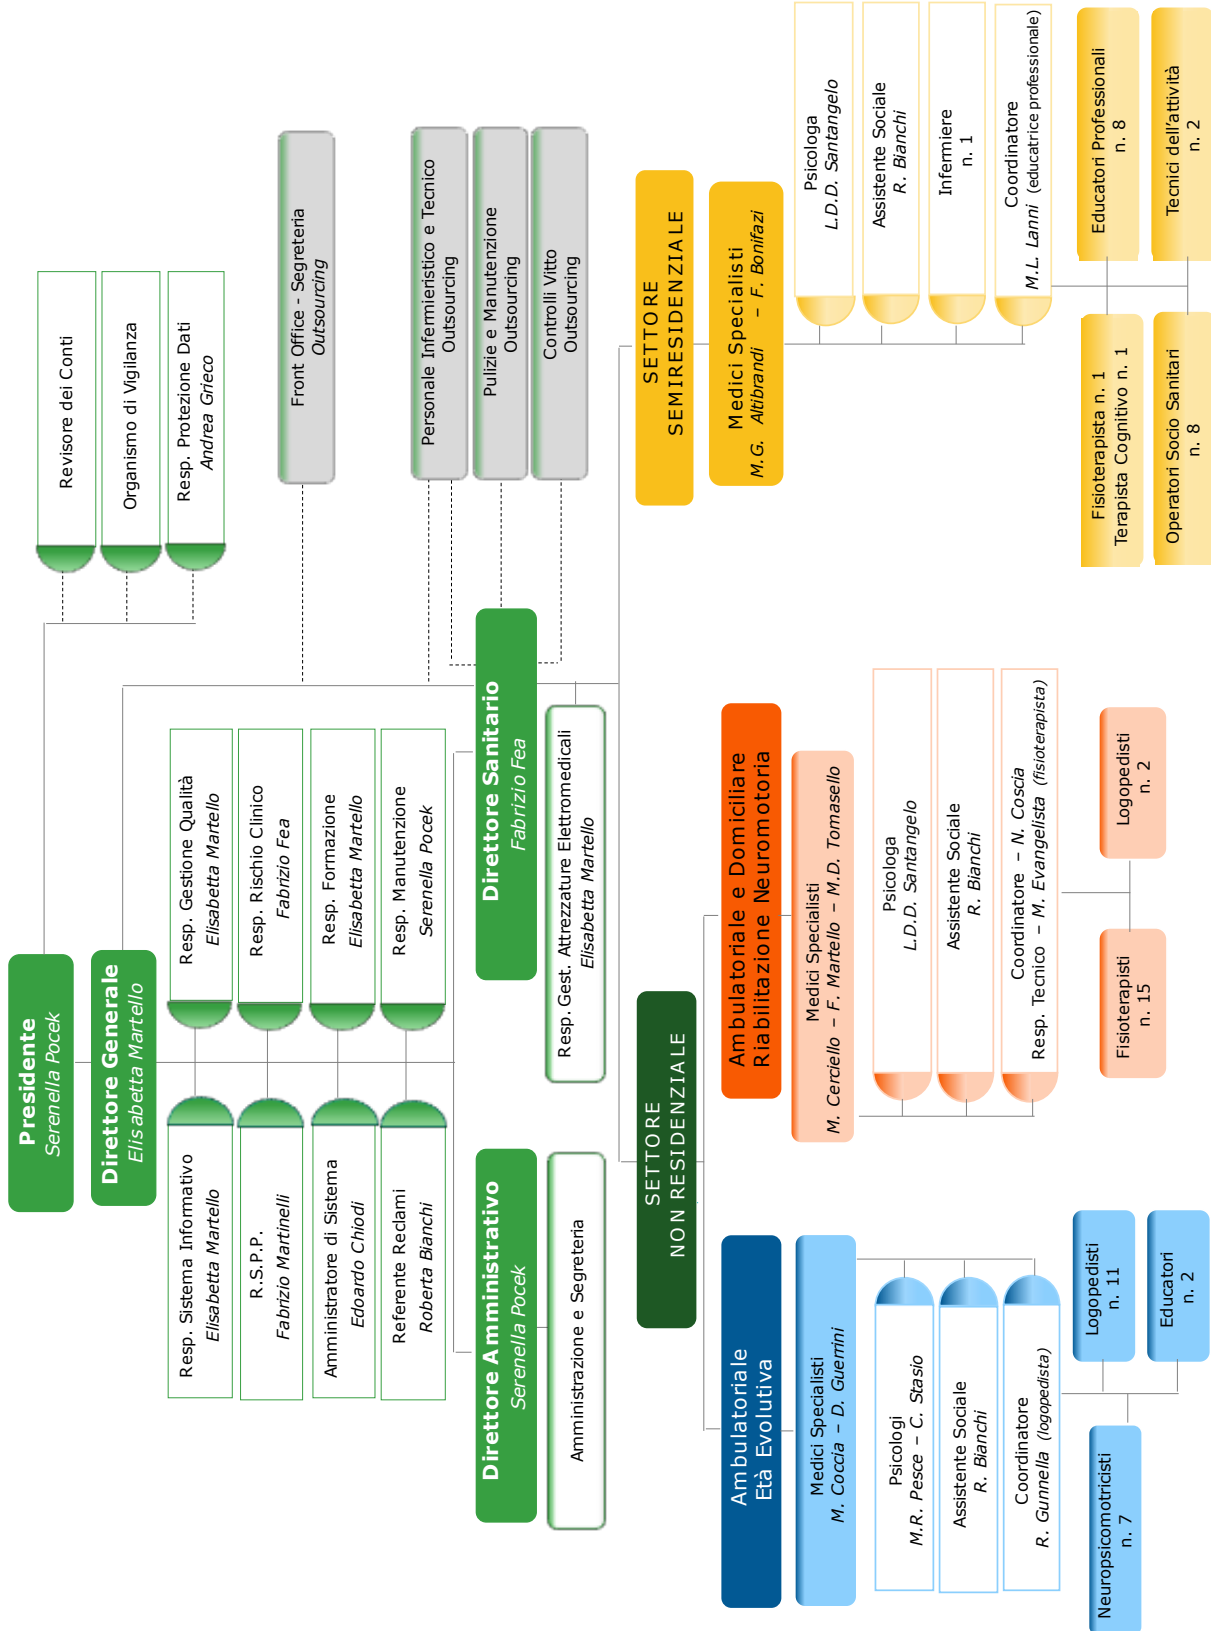 Presidente
Serenella Pocek
Direttore Generale
Elisabetta Martello
Revisore dei Conti
Organismo di Vigilanza
Resp. Protezione Dati
Andrea Grieco
Resp. Sistema Informativo
Elisabetta Martello
R.S.P.P.
Fabrizio Martinelli
Amministratore di Sistema
Edoardo Chiodi
Referente Reclami
Roberta Bianchi
Resp. Gestione Qualità
Elisabetta Martello
Resp. Rischio Clinico
Fabrizio Fea
Resp. Formazione
Elisabetta Martello
Resp. Manutenzione
Serenella Pocek
Front Office - Segreteria
Outsourcing
Personale Infermieristico e Tecnico
Outsourcing
Pulizie e Manutenzione
Outsourcing
Controlli Vitto
Outsourcing
Direttore Amministrativo
Serenella Pocek
Amministrazione e Segreteria
Direttore Sanitario
Fabrizio Fea
Resp. Gest. Attrezzature Elettromedicali
Elisabetta Martello
SETTORE
NON RESIDENZIALE
Ambulatoriale
Età Evolutiva
Medici Specialisti
M. Coccia – D. Guerrini
Psicologi
M.R. Pesce – C. Stasio
Assistente Sociale
R. Bianchi
Coordinatore
R. Gunnella (logopedista)
Neuropsicomotricisti
n. 7
Logopedisti
n. 11
Educatori
n. 2
Ambulatoriale e Domiciliare
Riabilitazione Neuromotoria
Medici Specialisti
M. Cerciello – F. Martello – M.D. Tomasello
Psicologa
L.D.D. Santangelo
Assistente Sociale
R. Bianchi
Coordinatore – N. Coscia
Resp. Tecnico – M. Evangelista (fisioterapista)
Fisioterapisti
n. 15
Logopedisti
n. 2
SETTORE
SEMIRESIDENZIALE
Medici Specialisti
M.G. Altibrandi – F. Bonifazi
Psicologa
L.D.D. Santangelo
Assistente Sociale
R. Bianchi
Infermiere
n. 1
Coordinatore
M.L. Lanni (educatrice professionale)
Fisioterapista n. 1
Terapista Cognitivo n. 1
Educatori Professionali
n. 8
Operatori Socio Sanitari
n. 8
Tecnici dell'attività
n. 2